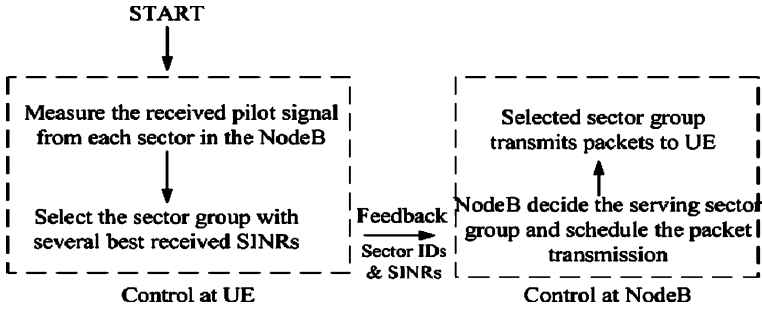 START
Measure the received pilot signal
from each sector in the NodeB
Select the sector group with
several best received SINRs
Control at UE
Feedback
Sector IDs
& SINRs
Selected sector group
transmits packets to UE
NodeB decide the serving sector
group and schedule the packet
transmission
Control at NodeB